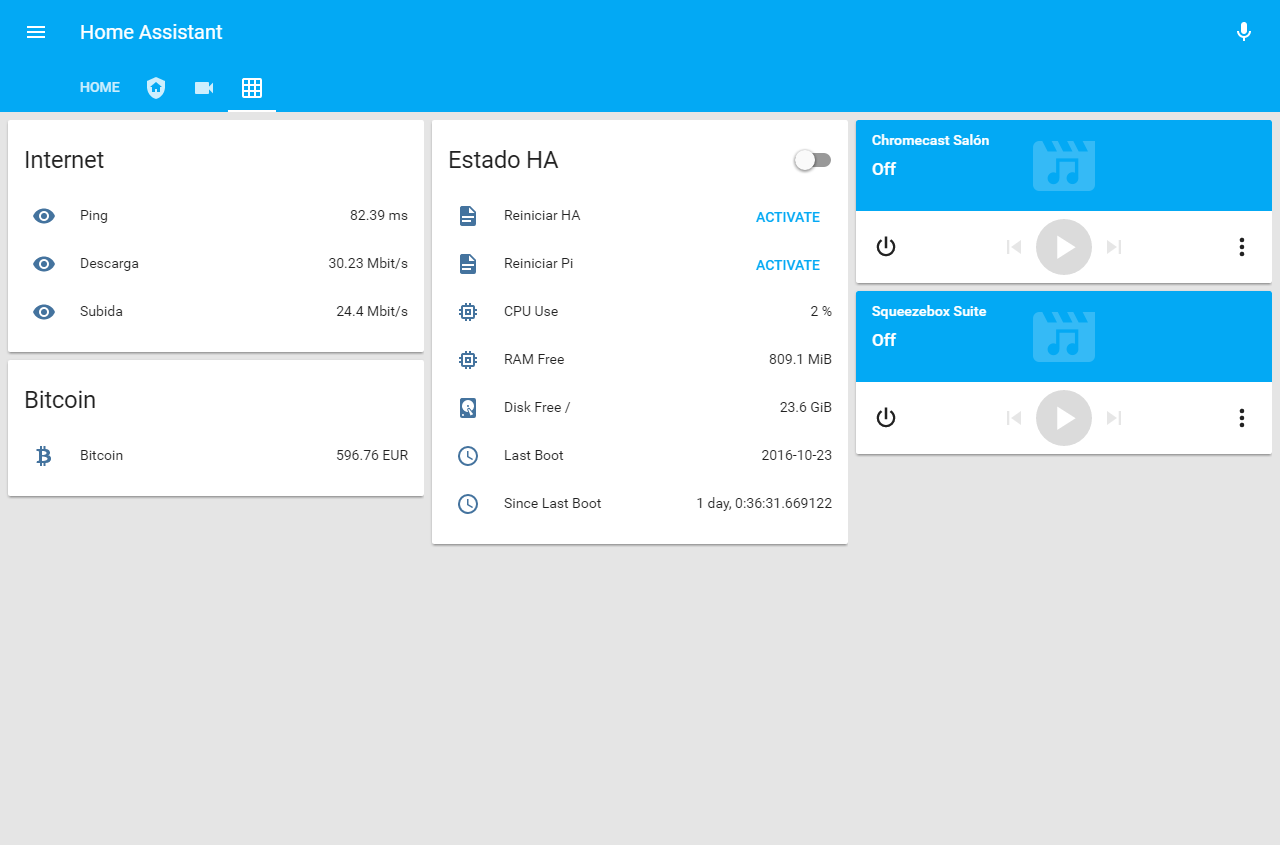 Home Assistant
HOME
Internet
Ping 82.39 ms
Descarga 30.23 Mbit/s
Subida 24.4 Mbit/s
Bitcoin
Bitcoin 596.76 EUR
Estado HA
Reiniciar HA ACTIVATE
Reiniciar Pi ACTIVATE
CPU Use 2 %
RAM Free 809.1 MiB
Disk Free / 23.6 GiB
Last Boot 2016-10-23
Since Last Boot 1 day, 0:36:31.669122
Chromecast Salón
Off
Squeezebox Suite
Off